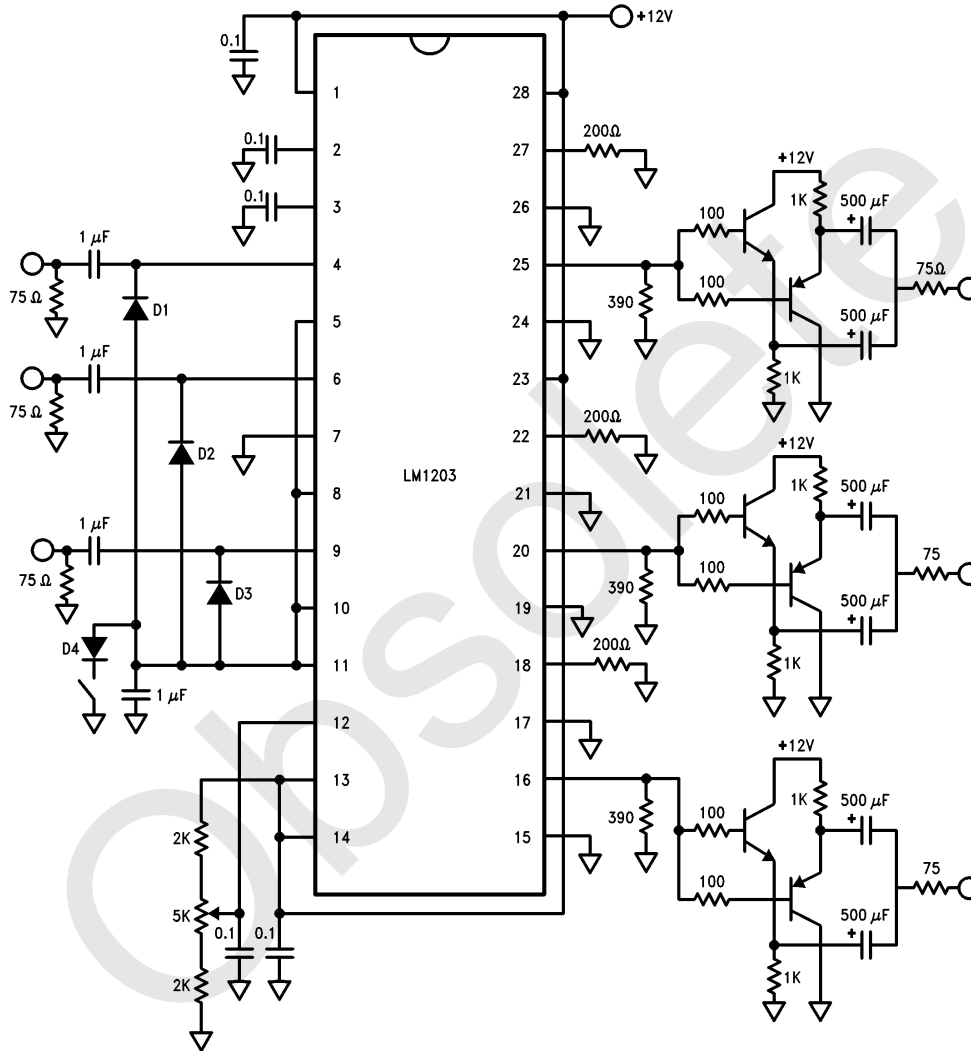 +12V
0.1
1
28
200Ω
0.1
2
27
+12V
0.1
3
26
1K
500 µF
+
100
1 µF
4
25
75Ω
75 Ω
D1
390
100
500 µF
+
5
24
1 µF
6
23
1K
75 Ω
200Ω
7
22
+12V
D2
LM1203
1K
500 µF
+
8
21
100
1 µF
9
20
75
75 Ω
D3
390
100
500 µF
+
10
19
D4
200Ω
11
18
1K
1 µF
12
17
+12V
13
16
1K
500 µF
+
2K
14
390
100
15
75
100
5K
0.1
0.1
500 µF
+
2K
1K
Obsolete